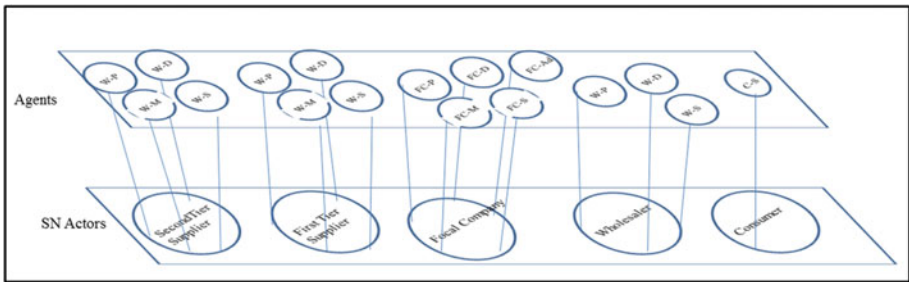 Agents
W-P
W-D
W-M
W-S
W-P
W-D
W-M
W-S
FC-P
FC-D
FC-Ad
FC-M
FC-S
W-P
W-D
W-S
C-S
SN Actors
SecondTier
Supplier
First Tier
Supplier
Focal Company
Wholesaler
Consumer